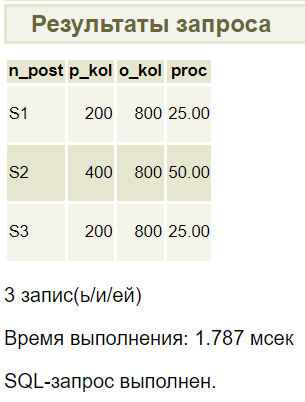 Результаты запроса
n_post p_kol o_kol proc
S1 200 800 25.00
S2 400 800 50.00
S3 200 800 25.00
3 запис(ь/и/ей)
Время выполнения: 1.787 мсек
SQL-запрос выполнен.